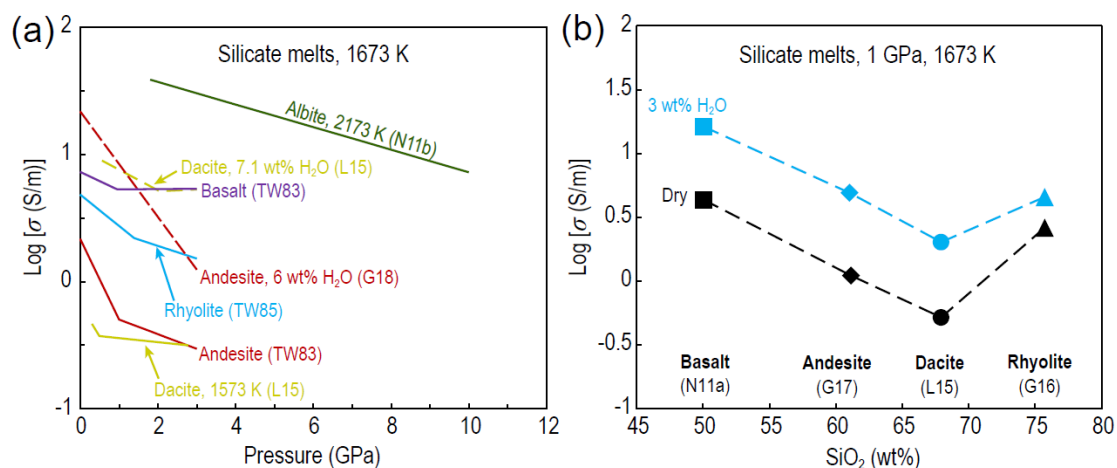 (a)
Silicate melts, 1673 K
Albite, 2173 K (N11b)
Dacite, 7.1 wt% H₂O (L15)
Basalt (TW83)
Andesite, 6 wt% H₂O (G18)
Rhyolite (TW85)
Andesite (TW83)
Dacite, 1573 K (L15)
2
1
0
-1
Log [σ (S/m)]
0 2 4 6 8 10 12
Pressure (GPa)
(b)
Silicate melts, 1 GPa, 1673 K
3 wt% H₂O
Dry
Basalt Andesite Dacite Rhyolite
(N11a) (G17) (L15) (G16)
2
1.5
1
0.5
0
-0.5
-1
Log [σ (S/m)]
45 50 55 60 65 70 75 80
SiO₂ (wt%)